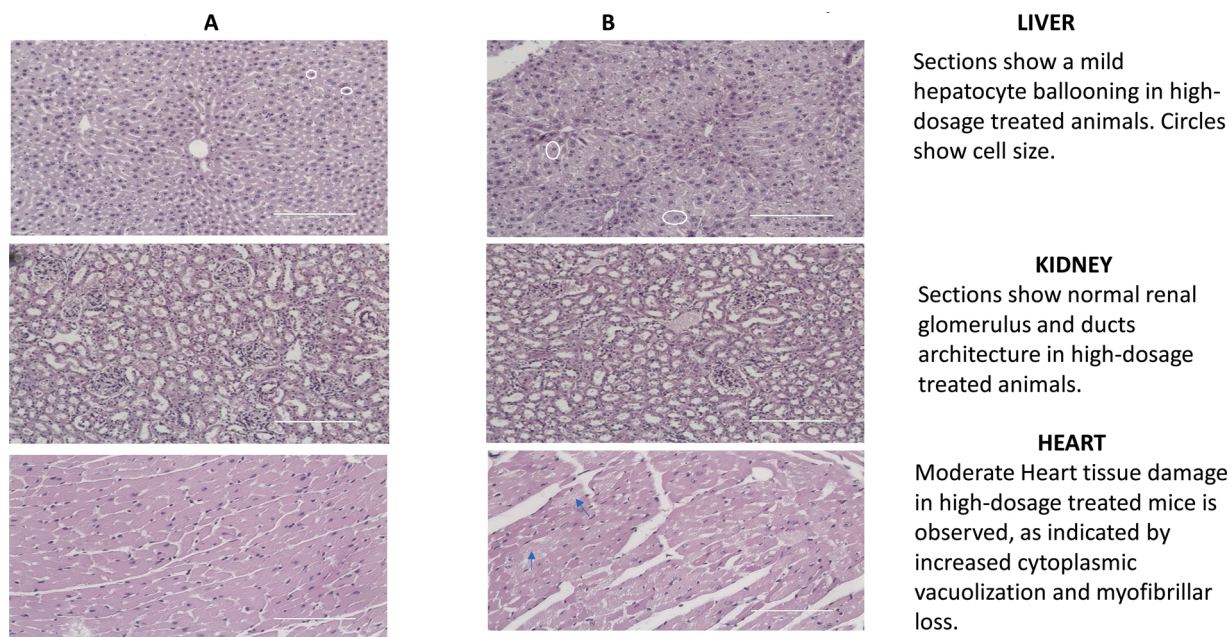 A
B
LIVER
Sections show a mild
hepatocyte ballooning in high-
dosage treated animals. Circles
show cell size.
KIDNEY
Sections show normal renal
glomerulus and ducts
architecture in high-dosage
treated animals.
HEART
Moderate Heart tissue damage
in high-dosage treated mice is
observed, as indicated by
increased cytoplasmic
vacuolization and myofibrillar
loss.